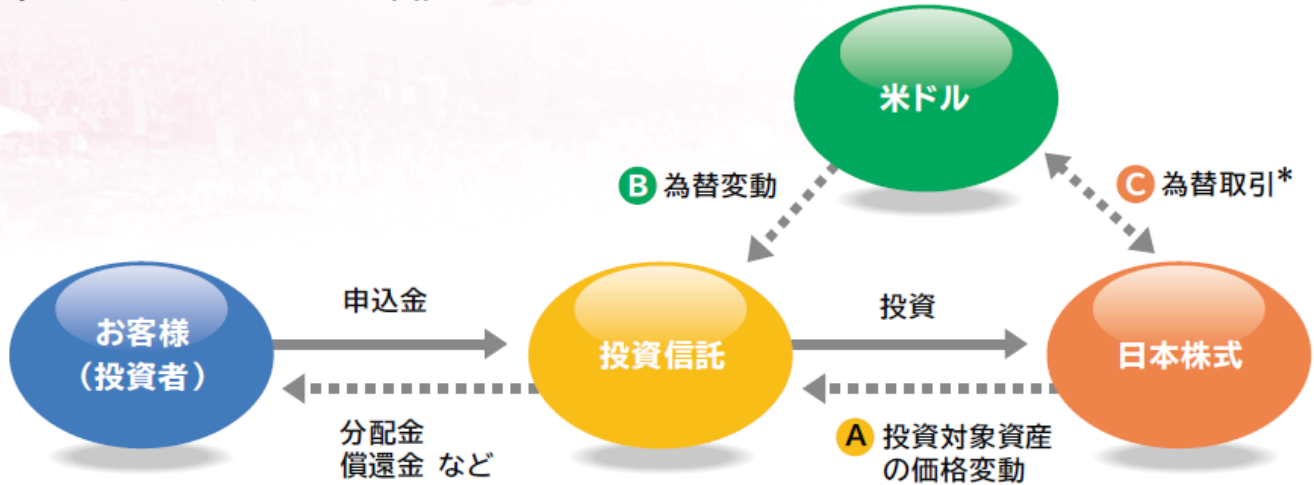 米ドル
B 為替変動
C 為替取引*
お客様
（投資者）
申込金
投資信託
投資
日本株式
分配金
償還金 など
A 投資対象資産
の価格変動